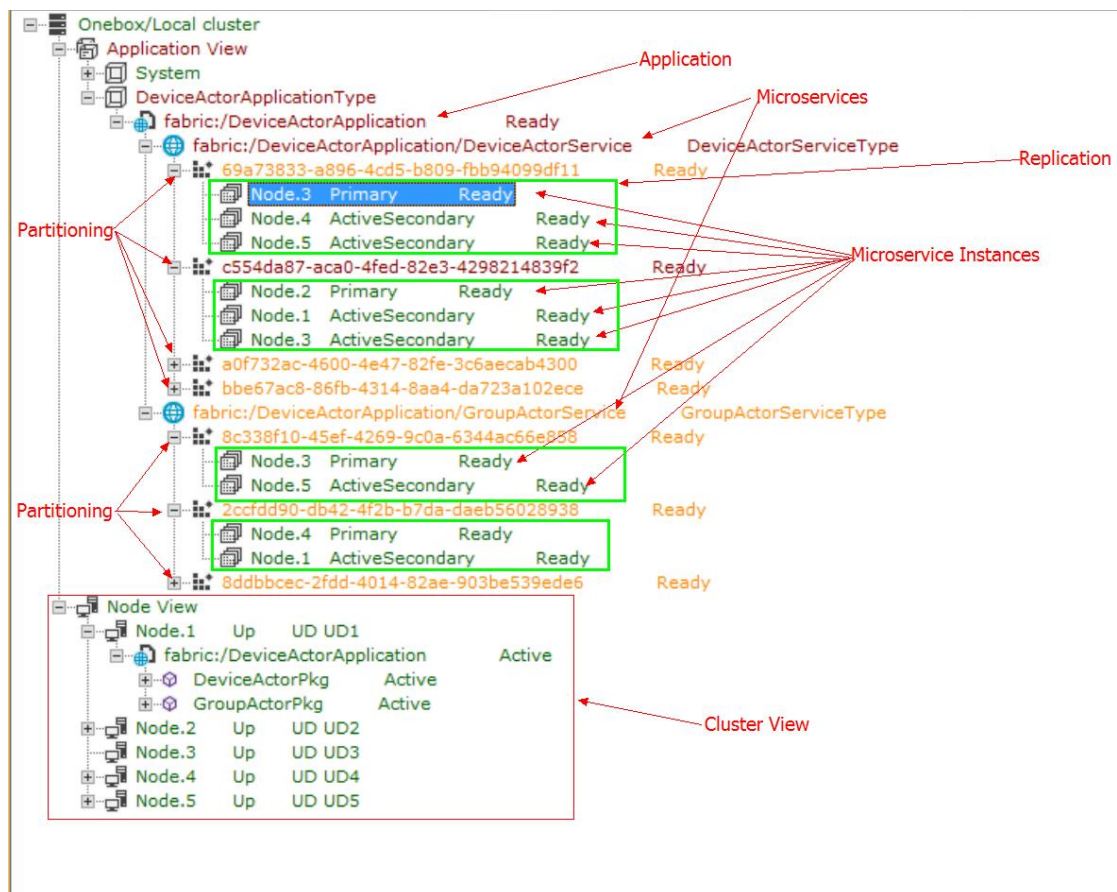 Onebox/Local cluster
Application View
Application
System
DeviceActorApplicationType
Microservices
fabric:/DeviceActorApplication Ready
fabric:/DeviceActorApplication/DeviceActorService DeviceActorServiceType
Replication
69a73833-a896-4cd5-b809-fbb94099df11 Ready
Node.3 Primary Ready
Node.4 ActiveSecondary Ready
Partitioning
Node.5 ActiveSecondary Ready
Microservice Instances
c554da87-aca0-4fed-82e3-4298214839f2 Ready
Node.2 Primary Ready
Node.1 ActiveSecondary Ready
Node.3 ActiveSecondary Ready
a0f732ac-4600-4e47-82fe-3c6aecab4300 Ready
bbe67ac8-86fb-4314-8aa4-da723a102ece Ready
fabric:/DeviceActorApplication/GroupActorService GroupActorServiceType
8c338f10-45ef-4269-9c0a-6344ac66e858 Ready
Node.3 Primary Ready
Node.5 ActiveSecondary Ready
Partitioning
2ccfdd90-db42-4f2b-b7da-daeb56028938 Ready
Node.4 Primary Ready
Node.1 ActiveSecondary Ready
8ddbbcec-2fdd-4014-82ae-903be539ede6 Ready
Node View
Node.1 Up UD UD1
fabric:/DeviceActorApplication Active
DeviceActorPkg Active
GroupActorPkg Active
Cluster View
Node.2 Up UD UD2
Node.3 Up UD UD3
Node.4 Up UD UD4
Node.5 Up UD UD5